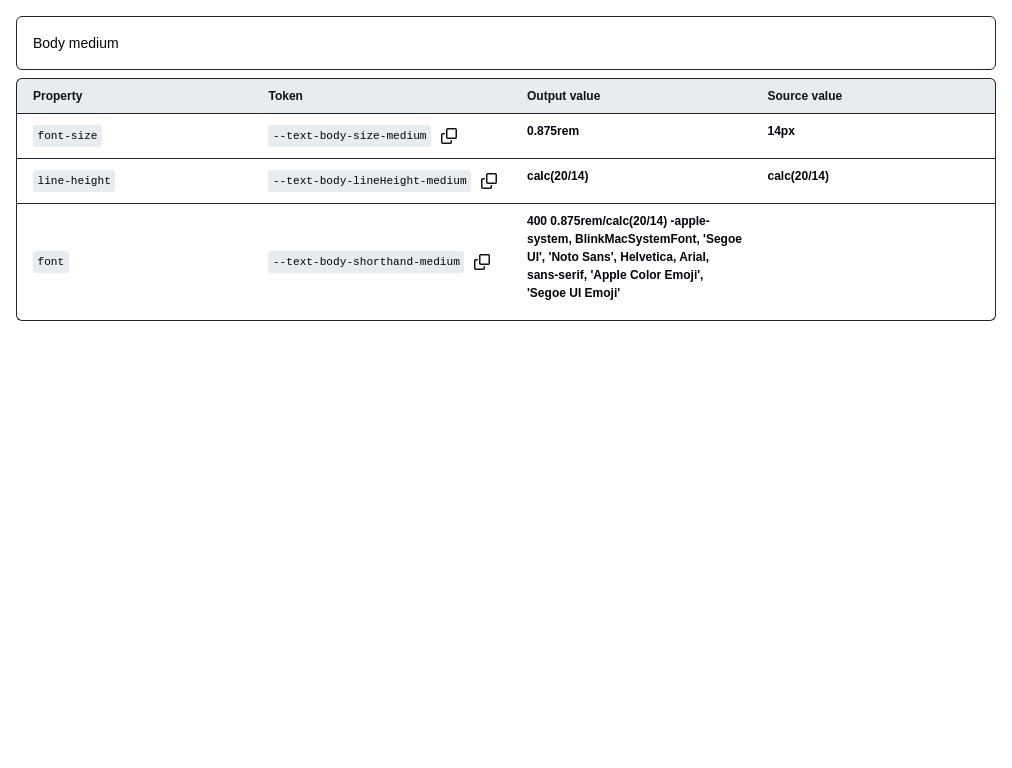 Body medium
Property Token Output value Source value
font-size --text-body-size-medium 0.875rem 14px
line-height --text-body-lineHeight-medium calc(20/14) calc(20/14)
font --text-body-shorthand-medium 400 0.875rem/calc(20/14) -apple-
system, BlinkMacSystemFont, 'Segoe
UI', 'Noto Sans', Helvetica, Arial,
sans-serif, 'Apple Color Emoji',
'Segoe UI Emoji'